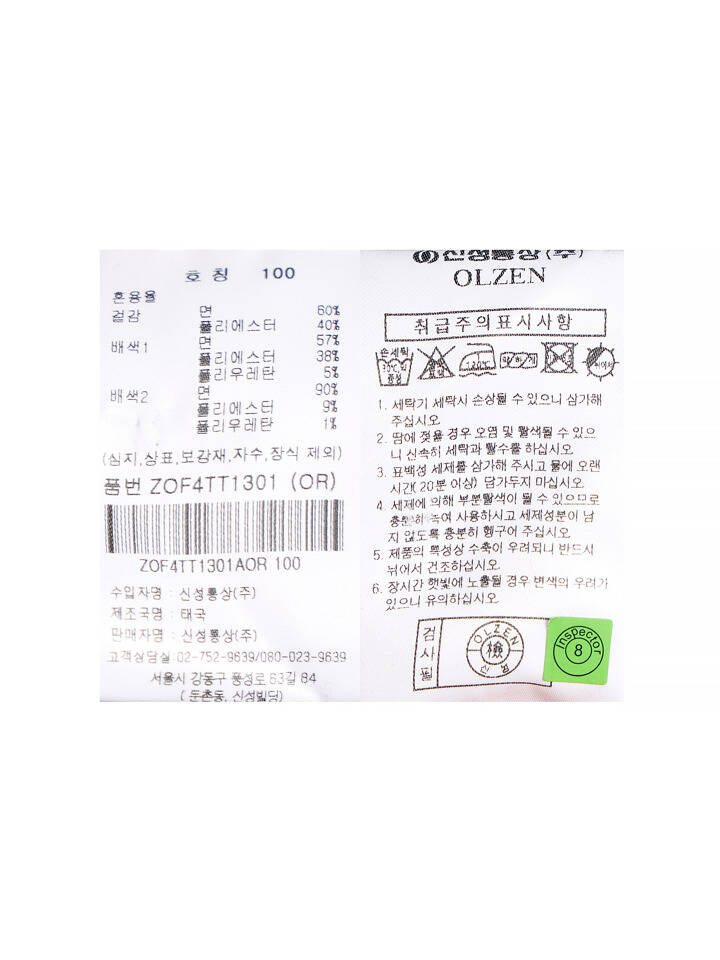 호 칭 100
혼용율
겉감 면 60%
폴리에스터 40%
배색1 면 57%
폴리에스터 38%
폴리우레탄 5%
배색2 면 90%
폴리에스터 9%
폴리우레탄 1%
(심지,상표,보강재,자수,장식 제외)
품번 ZOF4TT1301 (OR)
ZOF4TT1301AOR 100
수입자명 : 신성통상(주)
제조국명 : 태국
판매자명 : 신성통상(주)
고객상담실:02-752-9639/080-023-9639
서울시 강동구 풍성로 63길 84
( 둔촌동, 신성빌딩)
신성통상(주)
OLZEN
취급주의표시사항
손세탁
30℃
중성
120℃
약하게
뉘어서
1. 세탁기 세탁시 손상될 수 있으니 삼가해
주십시오.
2. 땀에 젖을 경우 오염 및 탈색될 수 있으
니 신속히 세탁과 탈수를 하십시오.
3. 표백성 세제를 삼가해 주시고 물에 오랜
시간( 20분 이상) 담가두지 마십시오.
4. 세제에 의해 부분탈색이 될 수 있으므로
충분히 녹여 사용하시고 세제성분이 남
지 않도록 충분히 헹구어 주십시오.
5. 제품의 특성상 수축이 우려되니 반드시
뉘어서 건조하십시오.
6. 장시간 햇빛에 노출될 경우 변색의 우려가
있으니 유의하십시오.
검사필
OLZEN
檢
Inspector
8